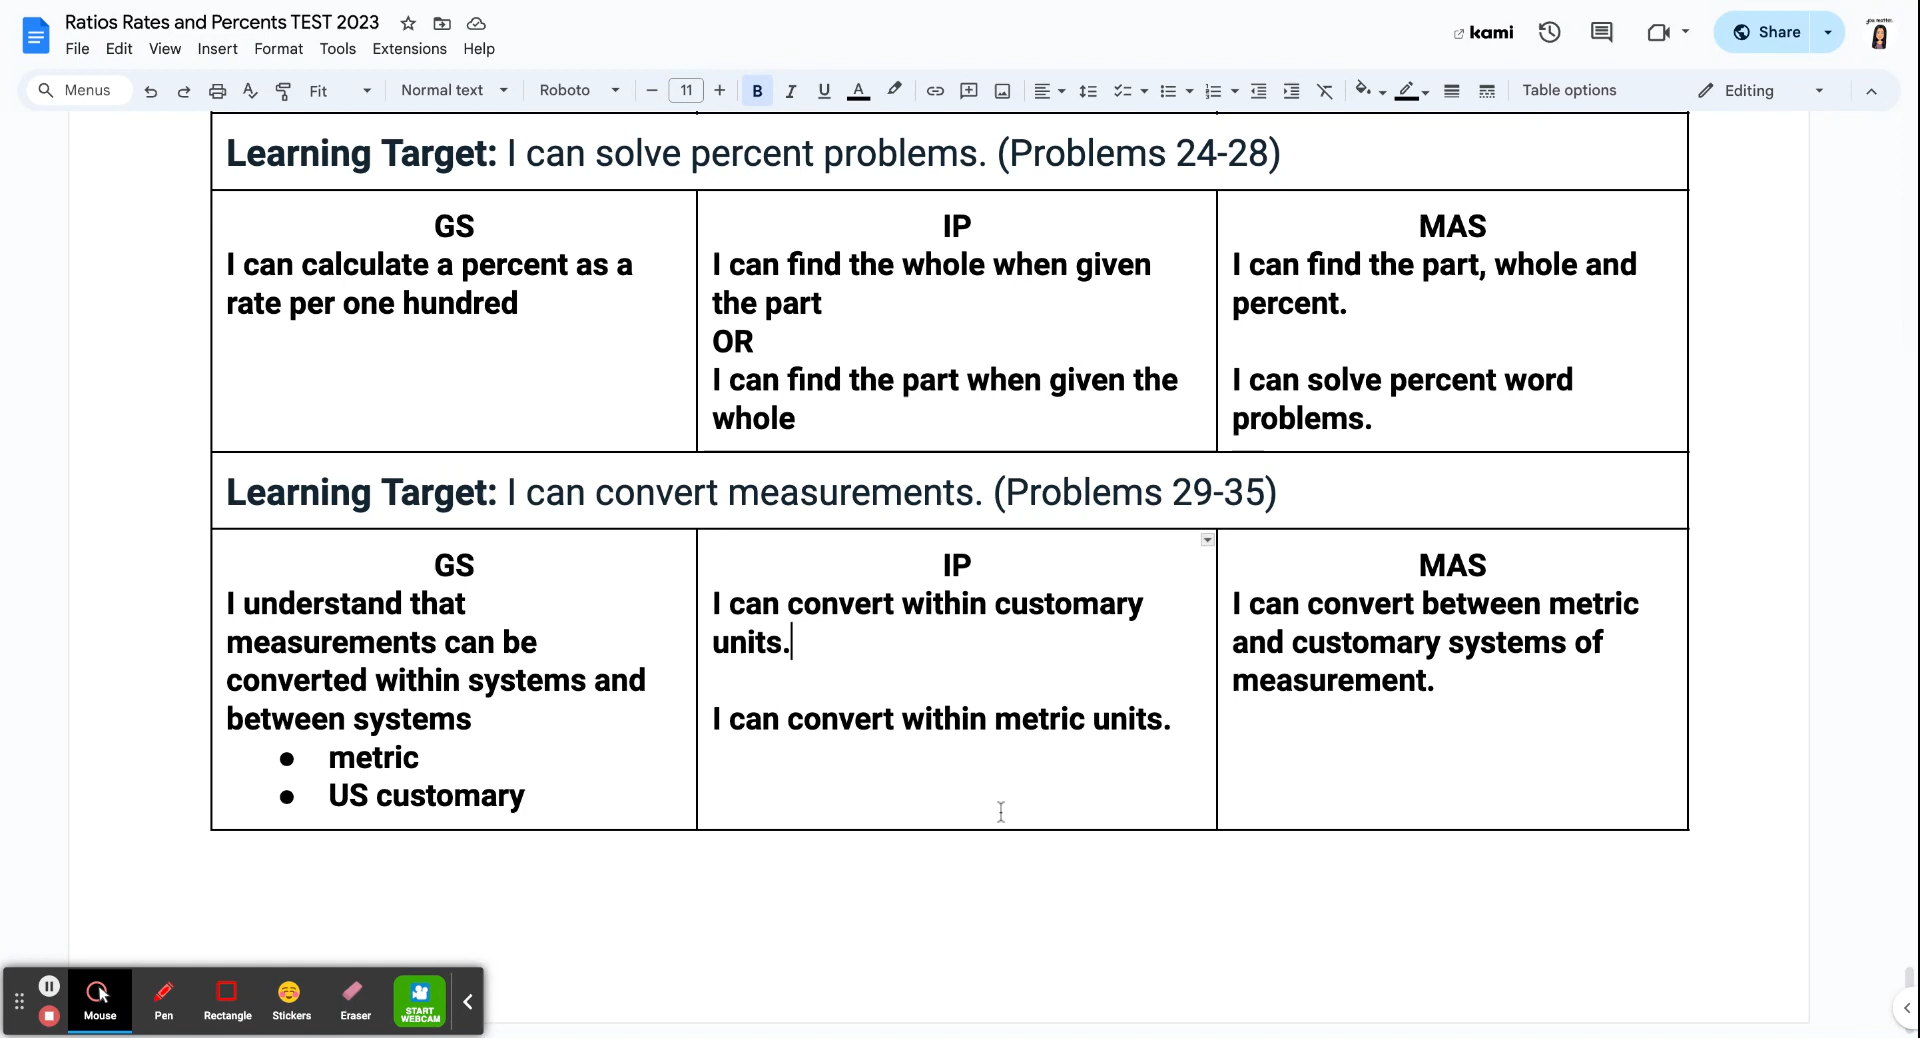 Ratios Rates and Percents TEST 2023
File Edit View Insert Format Tools Extensions Help
kami
Share
you matter.
Menus
Fit
Normal text
Roboto
11
B I U A
Table options
Editing
Learning Target: I can solve percent problems. (Problems 24-28)
GS
I can calculate a percent as a
rate per one hundred
IP
I can find the whole when given
the part
OR
I can find the part when given the
whole
MAS
I can find the part, whole and
percent.
I can solve percent word
problems.
Learning Target: I can convert measurements. (Problems 29-35)
GS
I understand that
measurements can be
converted within systems and
between systems
● metric
● US customary
IP
I can convert within customary
units.
I can convert within metric units.
MAS
I can convert between metric
and customary systems of
measurement.
Mouse
Pen
Rectangle
Stickers
Eraser
START
WEBCAM